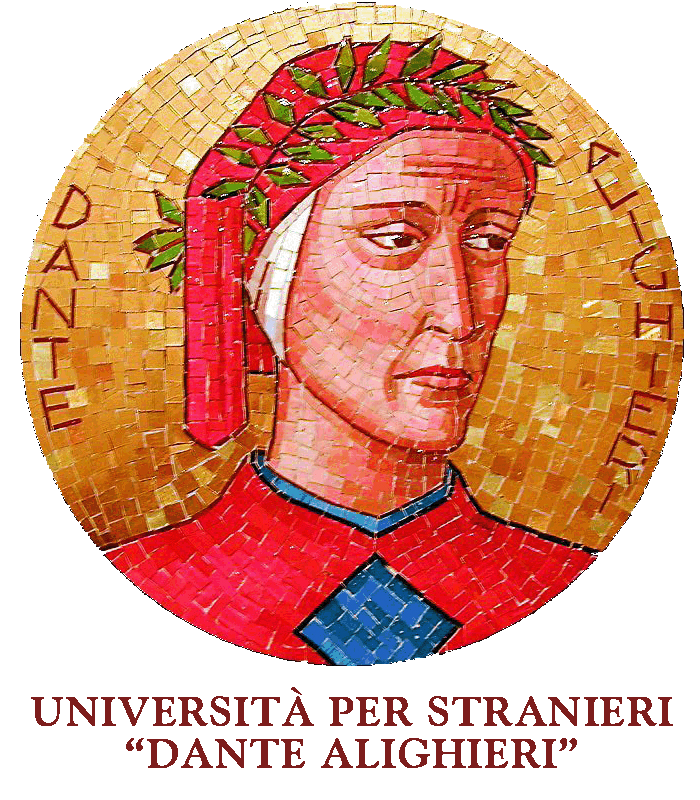 DANTE
ALIGHIERI
UNIVERSITÀ PER STRANIERI
“DANTE ALIGHIERI”